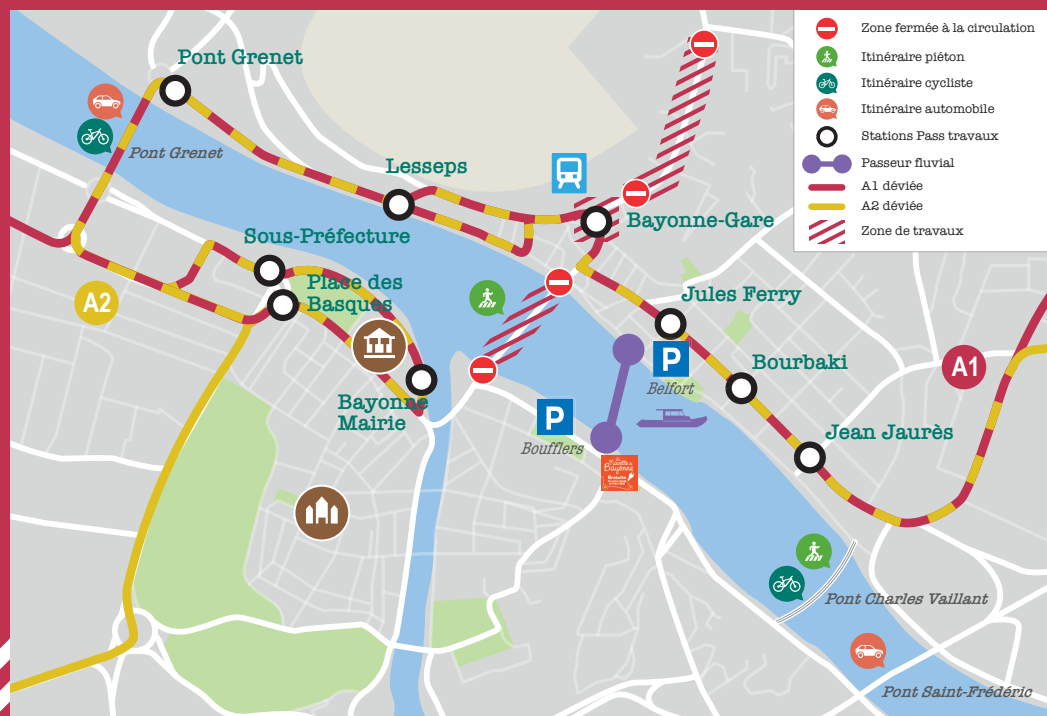 Zone fermée à la circulation
Itinéraire piéton
Itinéraire cycliste
Itinéraire automobile
Stations Pass travaux
Passeur fluvial
A1 déviée
A2 déviée
Zone de travaux
Pont Grenet
Pont Grenet
Lesseps
Bayonne-Gare
Sous-Préfecture
Place des
Basques
A2
Jules Ferry
P
Belfort
Bourbaki
A1
Bayonne
Mairie
P
Boufflers
Jean Jaurès
Bayonne
Gratuite
Pont Charles Vaillant
Pont Saint-Frédéric